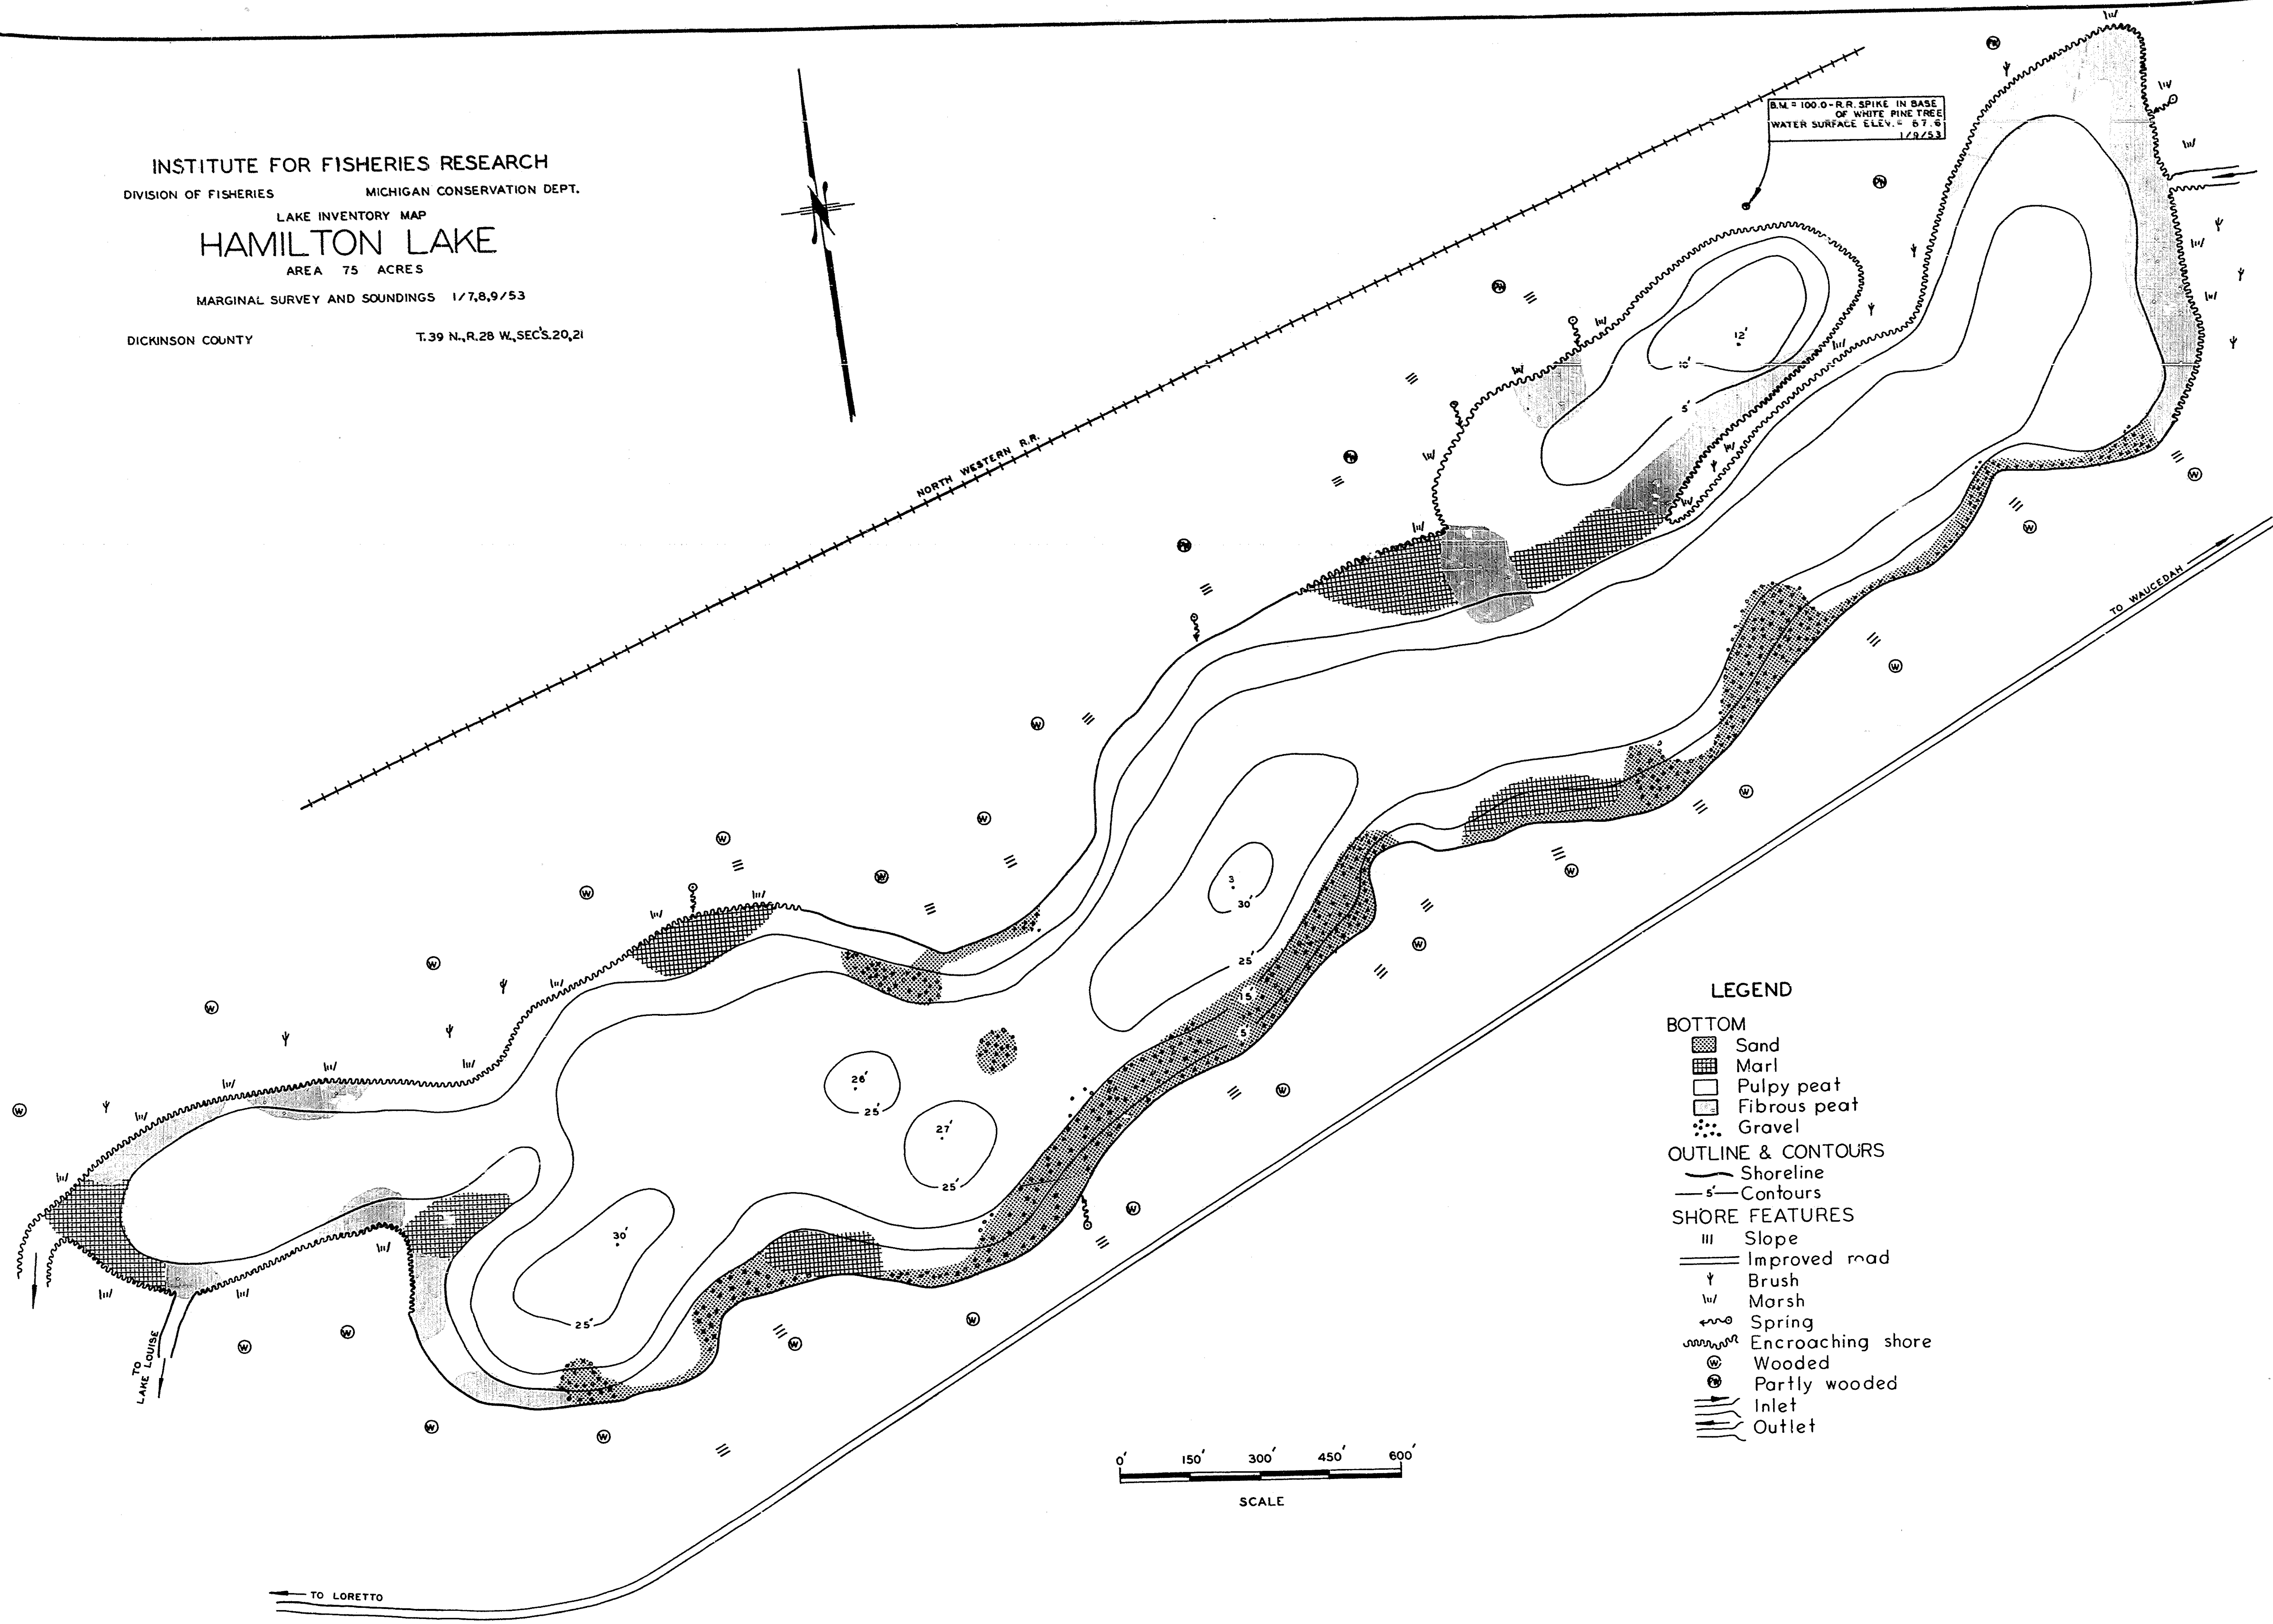 INSTITUTE FOR FISHERIES RESEARCH
DIVISION OF FISHERIES MICHIGAN CONSERVATION DEPT.
LAKE INVENTORY MAP
HAMILTON LAKE
AREA 75 ACRES
MARGINAL SURVEY AND SOUNDINGS 1/7,8,9/53
DICKINSON COUNTY T.39 N.,R.28 W.,SEC'S.20,21
N
B.M.= 100.0-R.R. SPIKE IN BASE
OF WHITE PINE TREE
WATER SURFACE ELEV.= 67.6
1/9/53
NORTH WESTERN R.R.
12'
10'
5'
TO WAUCEDAH
3
30'
25'
15'
5'
26'
25'
27'
25'
30'
25'
TO
LAKE LOUISE
TO LORETTO
LEGEND
BOTTOM
Sand
Marl
Pulpy peat
Fibrous peat
Gravel
OUTLINE & CONTOURS
Shoreline
5' Contours
SHORE FEATURES
Slope
Improved road
Brush
Marsh
Spring
Encroaching shore
W Wooded
PW Partly wooded
Inlet
Outlet
0' 150' 300' 450' 600'
SCALE